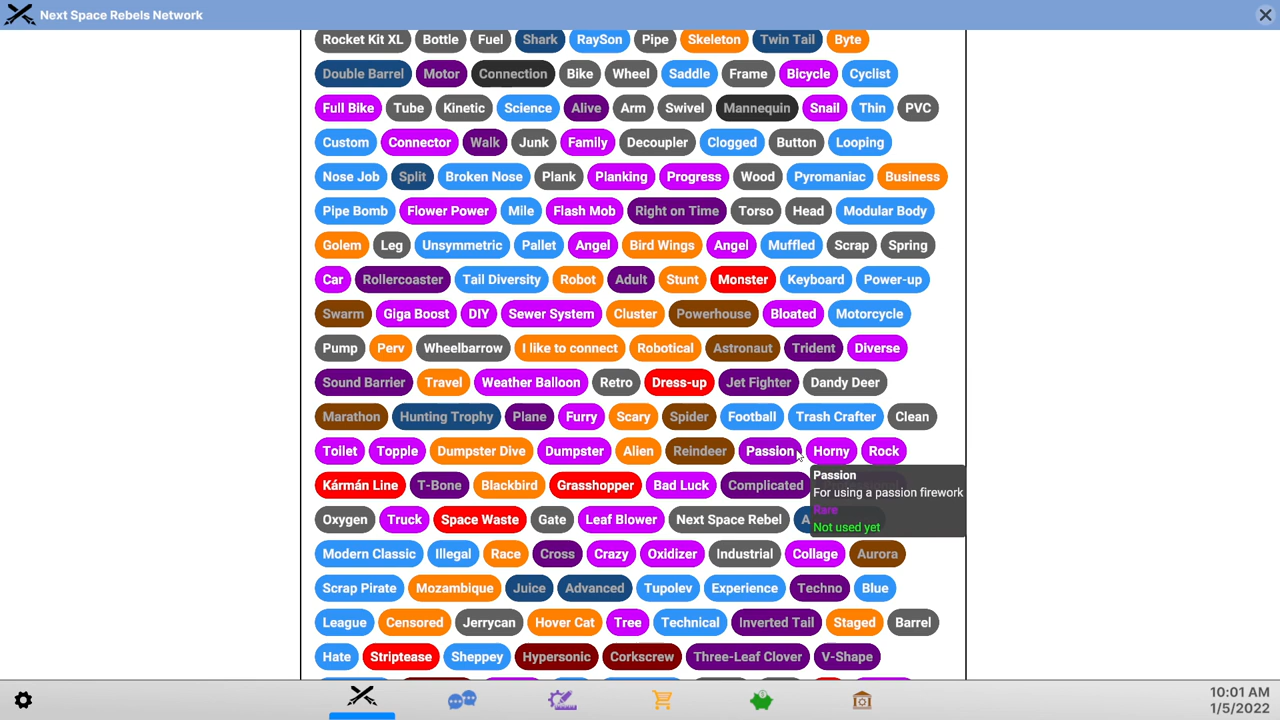 Next Space Rebels Network
Rocket Kit XL Bottle Fuel Shark RaySon Pipe Skeleton Twin Tail Byte
Double Barrel Motor Connection Bike Wheel Saddle Frame Bicycle Cyclist
Full Bike Tube Kinetic Science Alive Arm Swivel Mannequin Snail Thin PVC
Custom Connector Walk Junk Family Decoupler Clogged Button Looping
Nose Job Split Broken Nose Plank Planking Progress Wood Pyromaniac Business
Pipe Bomb Flower Power Mile Flash Mob Right on Time Torso Head Modular Body
Golem Leg Unsymmetric Pallet Angel Bird Wings Angel Muffled Scrap Spring
Car Rollercoaster Tail Diversity Robot Adult Stunt Monster Keyboard Power-up
Swarm Giga Boost DIY Sewer System Cluster Powerhouse Bloated Motorcycle
Pump Perv Wheelbarrow I like to connect Robotical Astronaut Trident Diverse
Sound Barrier Travel Weather Balloon Retro Dress-up Jet Fighter Dandy Deer
Marathon Hunting Trophy Plane Furry Scary Spider Football Trash Crafter Clean
Toilet Topple Dumpster Dive Dumpster Alien Reindeer Passion Horny Rock
Kármán Line T-Bone Blackbird Grasshopper Bad Luck Complicated
Passion
For using a passion firework
Rare
Not used yet
Oxygen Truck Space Waste Gate Leaf Blower Next Space Rebel
Modern Classic Illegal Race Cross Crazy Oxidizer Industrial Collage Aurora
Scrap Pirate Mozambique Juice Advanced Tupolev Experience Techno Blue
League Censored Jerrycan Hover Cat Tree Technical Inverted Tail Staged Barrel
Hate Striptease Sheppey Hypersonic Corkscrew Three-Leaf Clover V-Shape
10:01 AM
1/5/2022